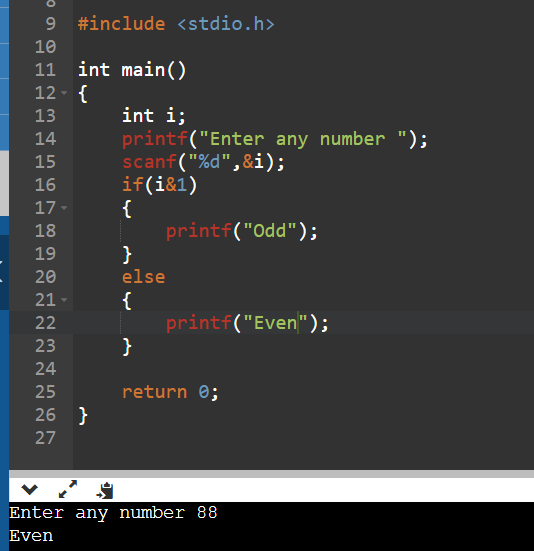 8
9 #include <stdio.h>
10
11 int main()
12 {
13     int i;
14     printf("Enter any number ");
15     scanf("%d",&i);
16     if(i&1)
17     {
18         printf("Odd");
19     }
20     else
21     {
22         printf("Even");
23     }
24
25     return 0;
26 }
27
Enter any number 88
Even